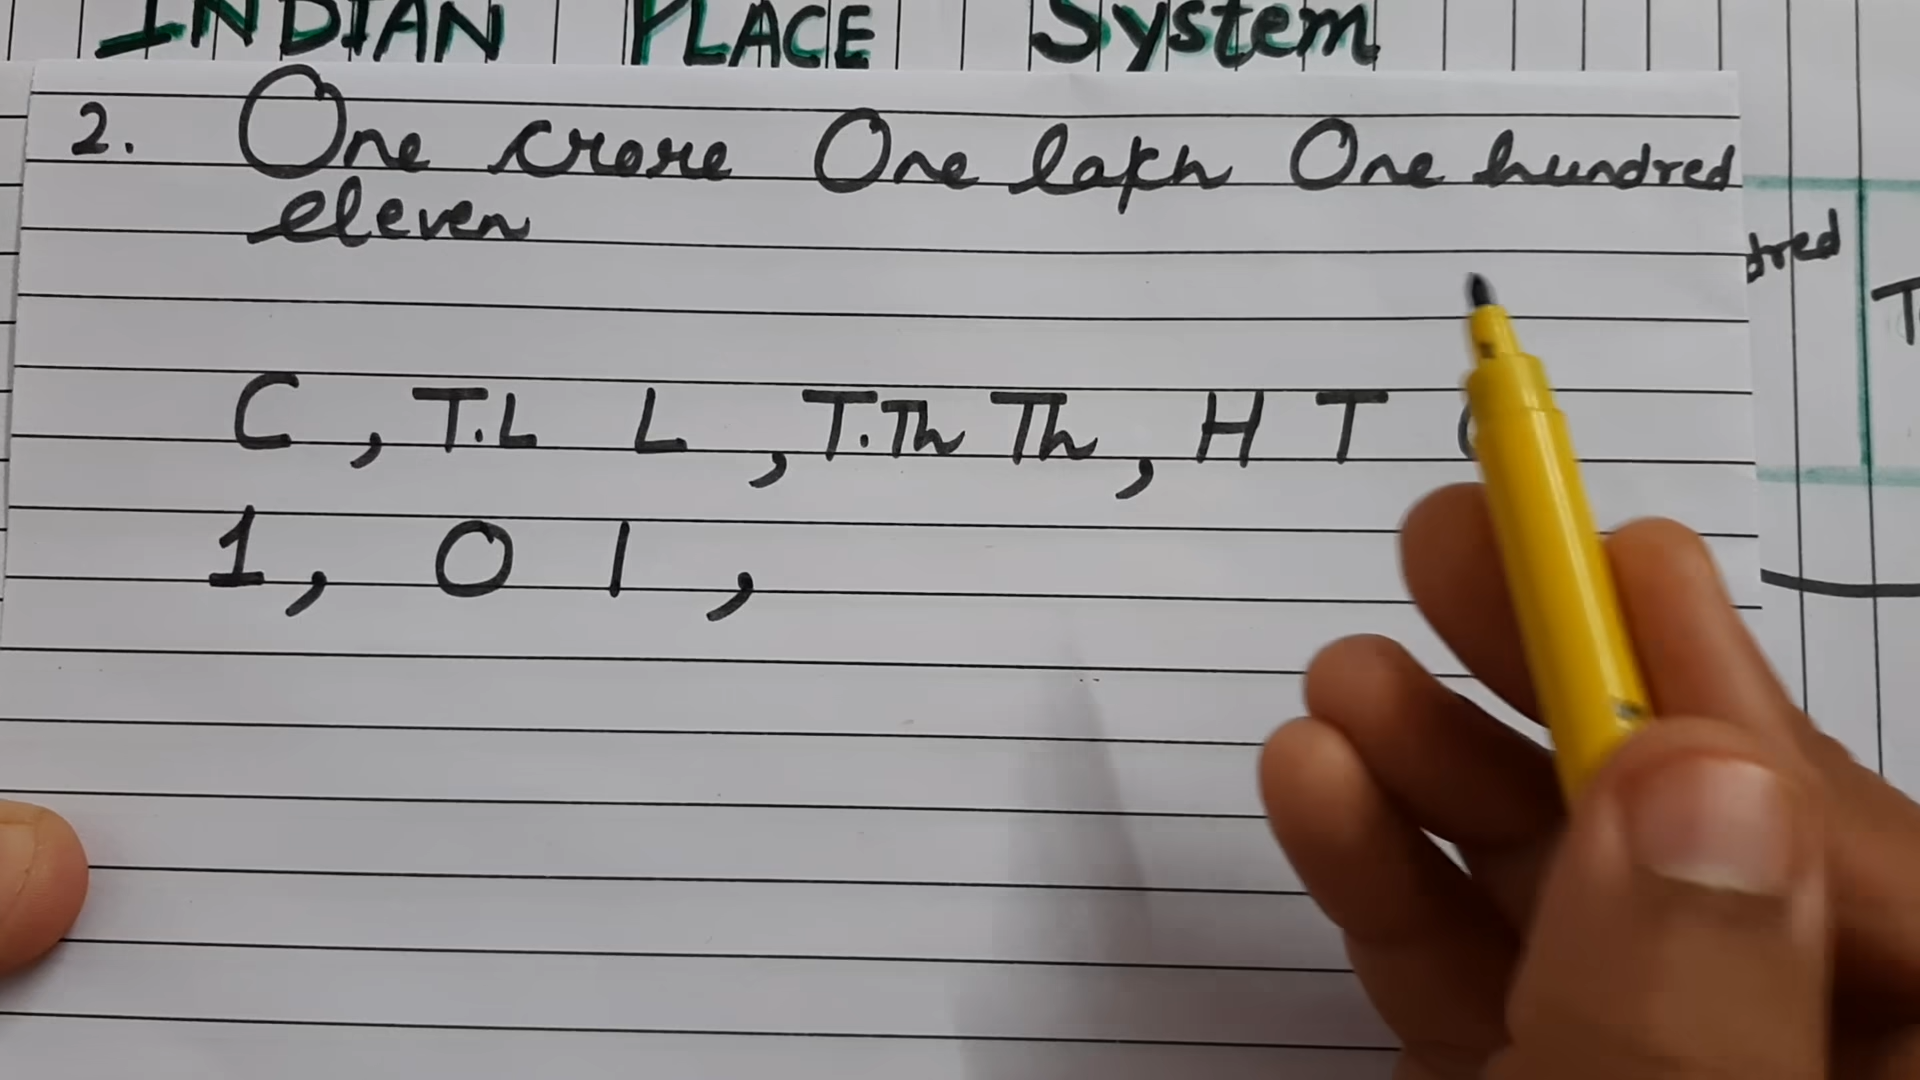 INDIAN PLACE System
2. One crore One lakh One hundred
eleven
dred
C , T.L L , T.Th Th , H T
1 , 0 1 ,